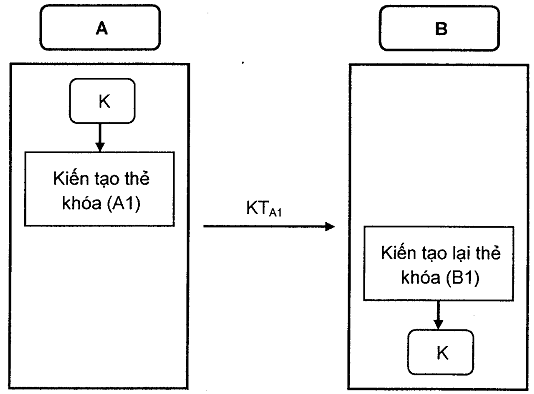 A
B
K
Kiến tạo thẻ
khóa (A1)
KTA1
Kiến tạo lại thẻ
khóa (B1)
K